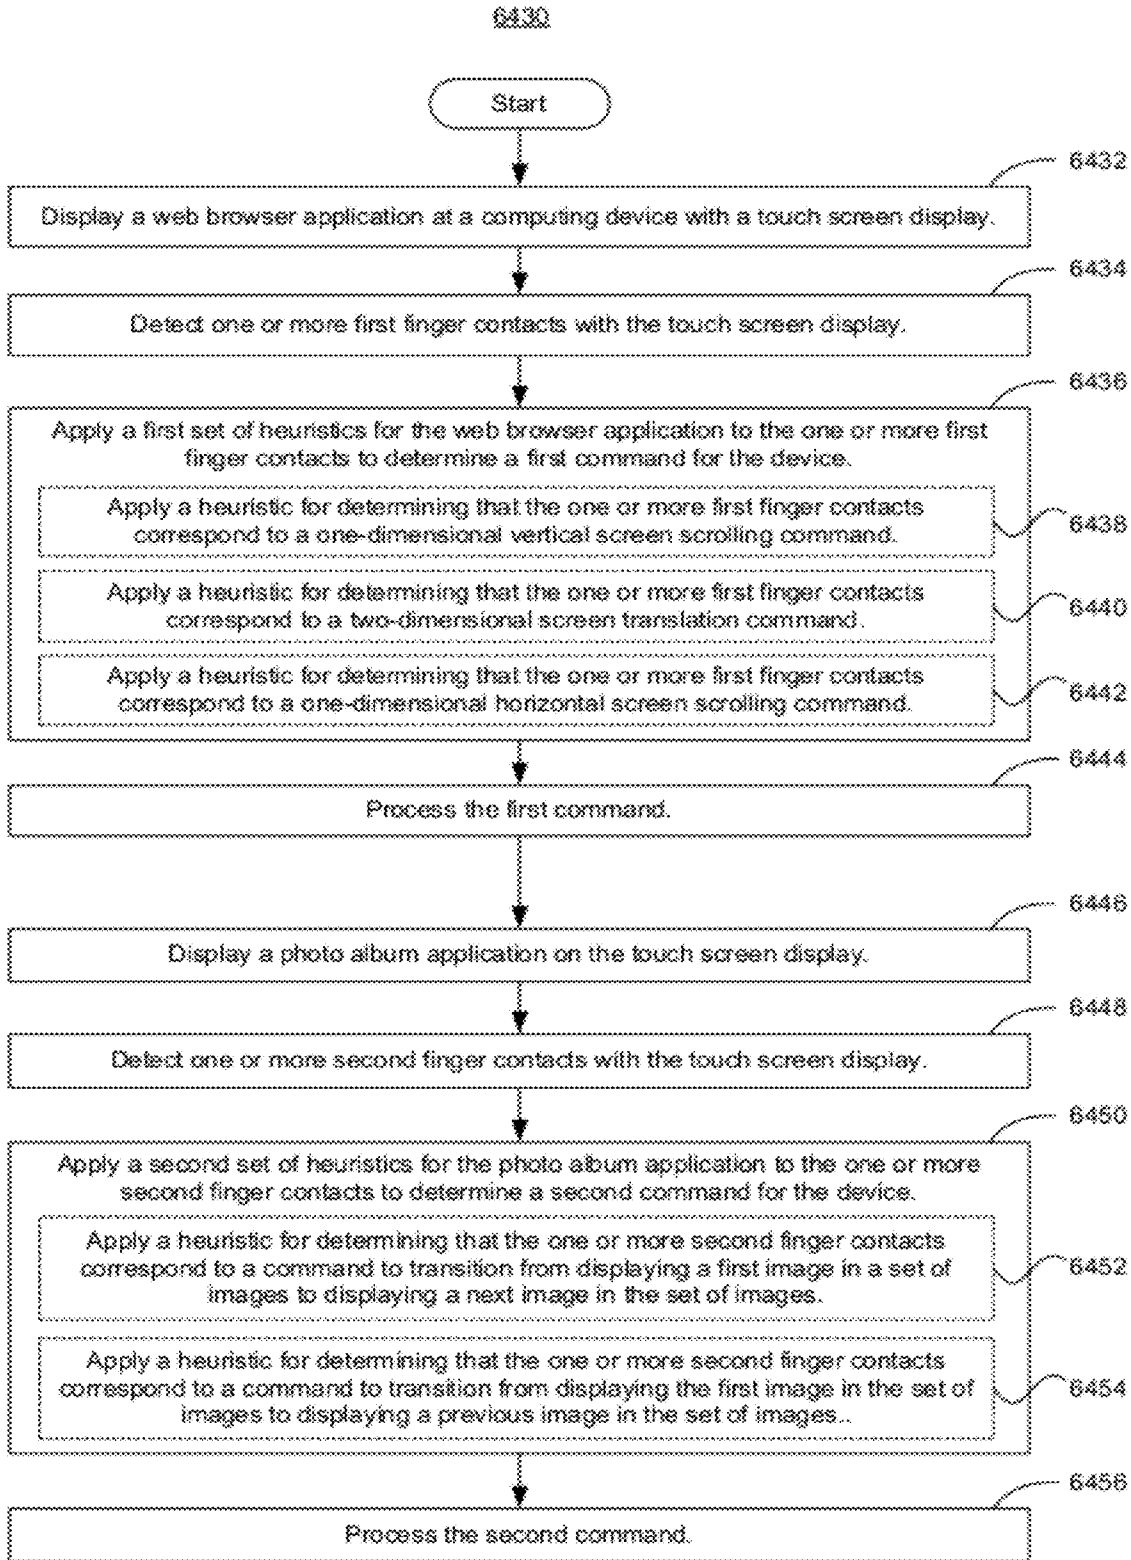 6430
Start
6432
Display a web browser application at a computing device with a touch screen display.
6434
Detect one or more first finger contacts with the touch screen display.
6436
Apply a first set of heuristics for the web browser application to the one or more first
finger contacts to determine a first command for the device.
Apply a heuristic for determining that the one or more first finger contacts
correspond to a one-dimensional vertical screen scrolling command.
6438
Apply a heuristic for determining that the one or more first finger contacts
correspond to a two-dimensional screen translation command.
6440
Apply a heuristic for determining that the one or more first finger contacts
correspond to a one-dimensional horizontal screen scrolling command.
6442
6444
Process the first command.
6446
Display a photo album application on the touch screen display.
6448
Detect one or more second finger contacts with the touch screen display.
6450
Apply a second set of heuristics for the photo album application to the one or more
second finger contacts to determine a second command for the device.
Apply a heuristic for determining that the one or more second finger contacts
correspond to a command to transition from displaying a first image in a set of
images to displaying a next image in the set of images.
6452
Apply a heuristic for determining that the one or more second finger contacts
correspond to a command to transition from displaying the first image in the set of
images to displaying a previous image in the set of images..
6454
6456
Process the second command.